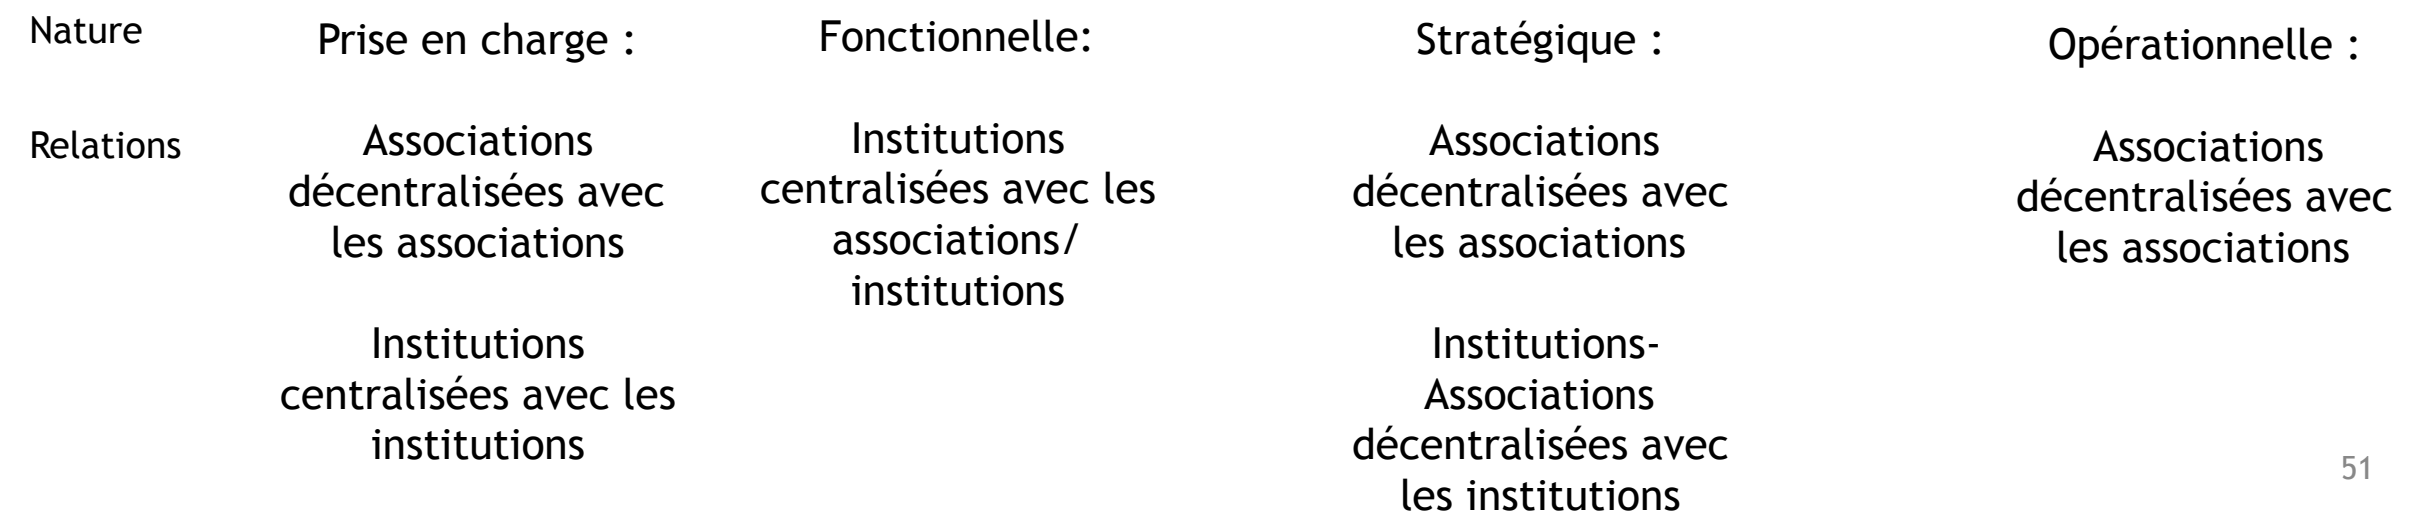 Nature
Prise en charge :
Fonctionnelle:
Stratégique :
Opérationnelle :
Relations
Associations
décentralisées avec
les associations
Institutions
centralisées avec les
institutions
Institutions
centralisées avec les
associations/
institutions
Associations
décentralisées avec
les associations
Institutions-
Associations
décentralisées avec
les institutions
Associations
décentralisées avec
les associations
51